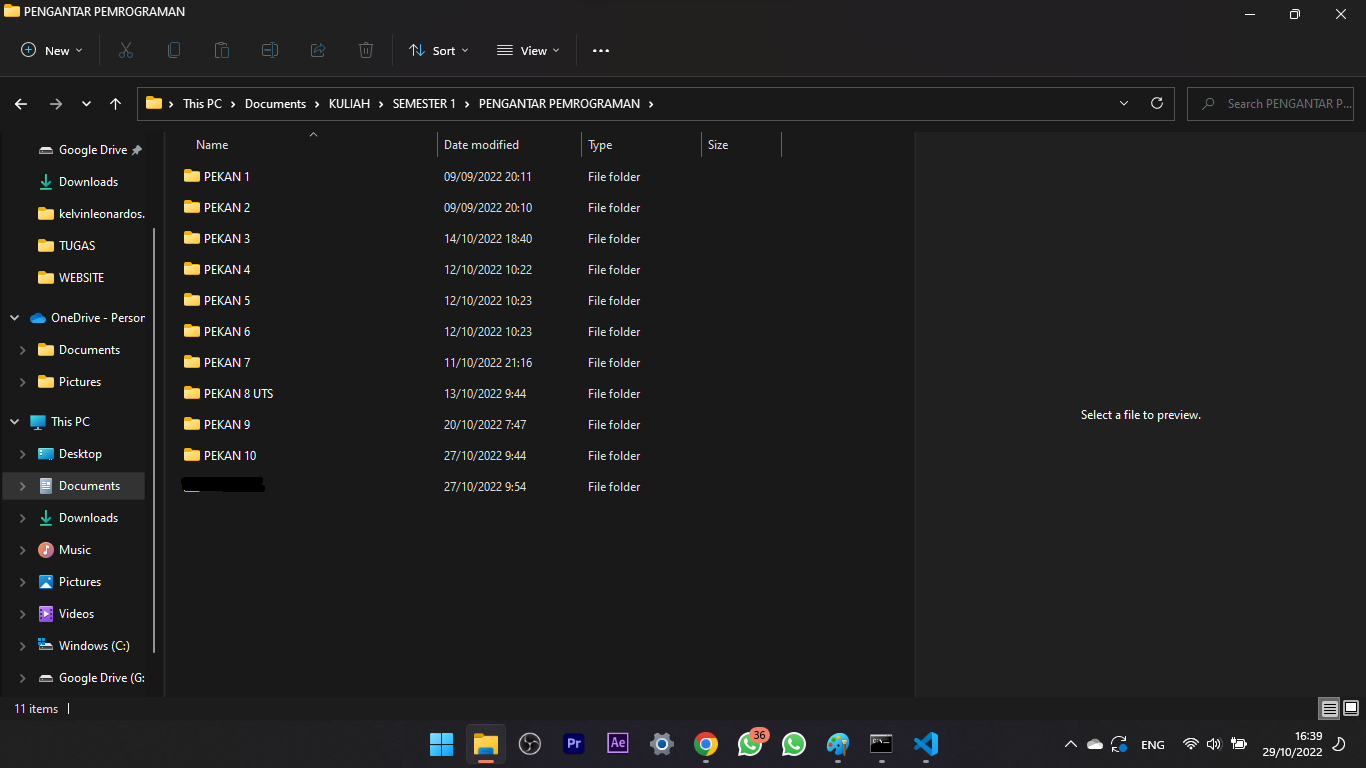 PENGANTAR PEMROGRAMAN
New Sort View
This PC Documents KULIAH SEMESTER 1 PENGANTAR PEMROGRAMAN Search PENGANTAR P...
Name Date modified Type Size
Google Drive
Downloads
kelvinleonardos.
TUGAS
WEBSITE
OneDrive - Person
Documents
Pictures
This PC
Desktop
Documents
Downloads
Music
Pictures
Videos
Windows (C:)
Google Drive (G:
PEKAN 1 09/09/2022 20:11 File folder
PEKAN 2 09/09/2022 20:10 File folder
PEKAN 3 14/10/2022 18:40 File folder
PEKAN 4 12/10/2022 10:22 File folder
PEKAN 5 12/10/2022 10:23 File folder
PEKAN 6 12/10/2022 10:23 File folder
PEKAN 7 11/10/2022 21:16 File folder
PEKAN 8 UTS 13/10/2022 9:44 File folder
PEKAN 9 20/10/2022 7:47 File folder
PEKAN 10 27/10/2022 9:44 File folder
27/10/2022 9:54 File folder
Select a file to preview.
11 items
Pr Ae 36
ENG
16:39
29/10/2022